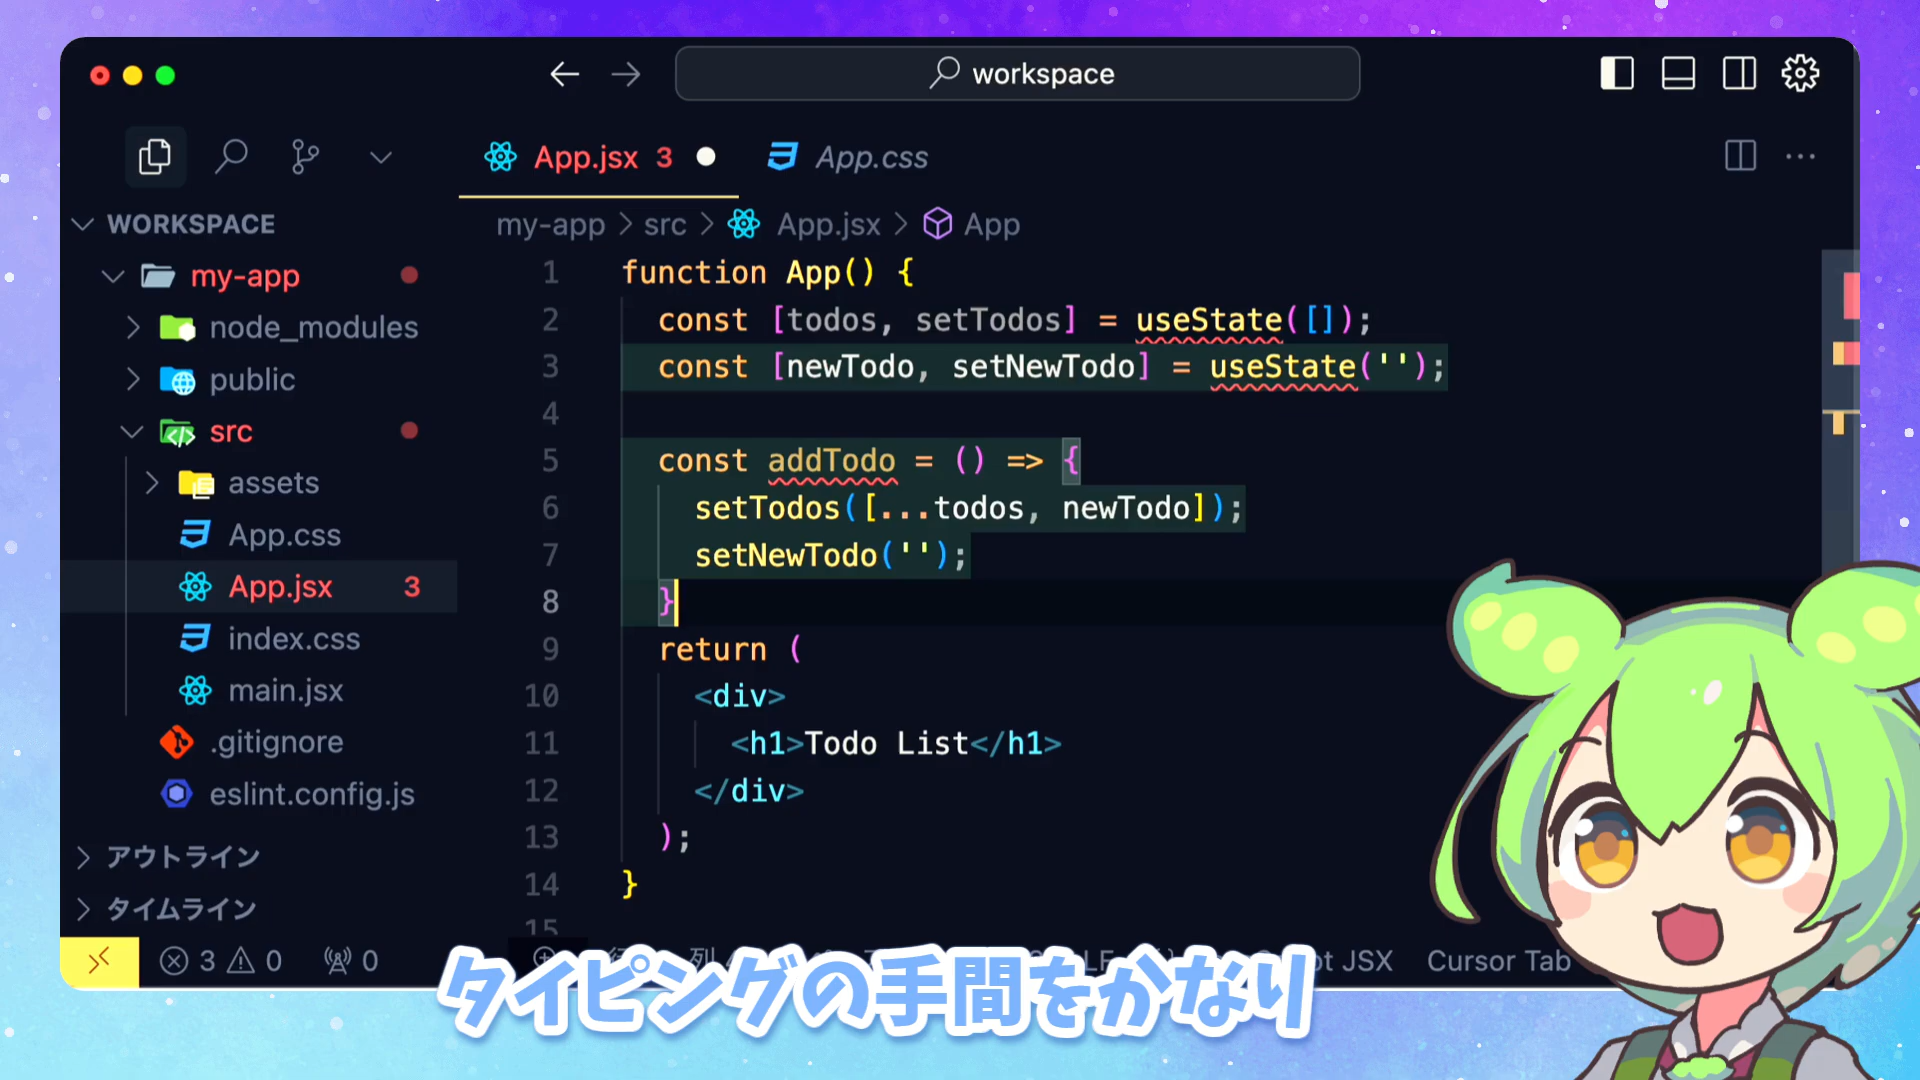 workspace
App.jsx 3
App.css
WORKSPACE
my-app
node_modules
public
src
assets
App.css
App.jsx 3
index.css
main.jsx
.gitignore
eslint.config.js
アウトライン
タイムライン
my-app > src > App.jsx > App
1 function App() {
2 const [todos, setTodos] = useState([]);
3 const [newTodo, setNewTodo] = useState('');
4
5 const addTodo = () => {
6 setTodos([...todos, newTodo]);
7 setNewTodo('');
8 }
9 return (
10 <div>
11 <h1>Todo List</h1>
12 </div>
13 );
14 }
15
3 0 0
JSX Cursor Tab
タイピングの手間をかなり